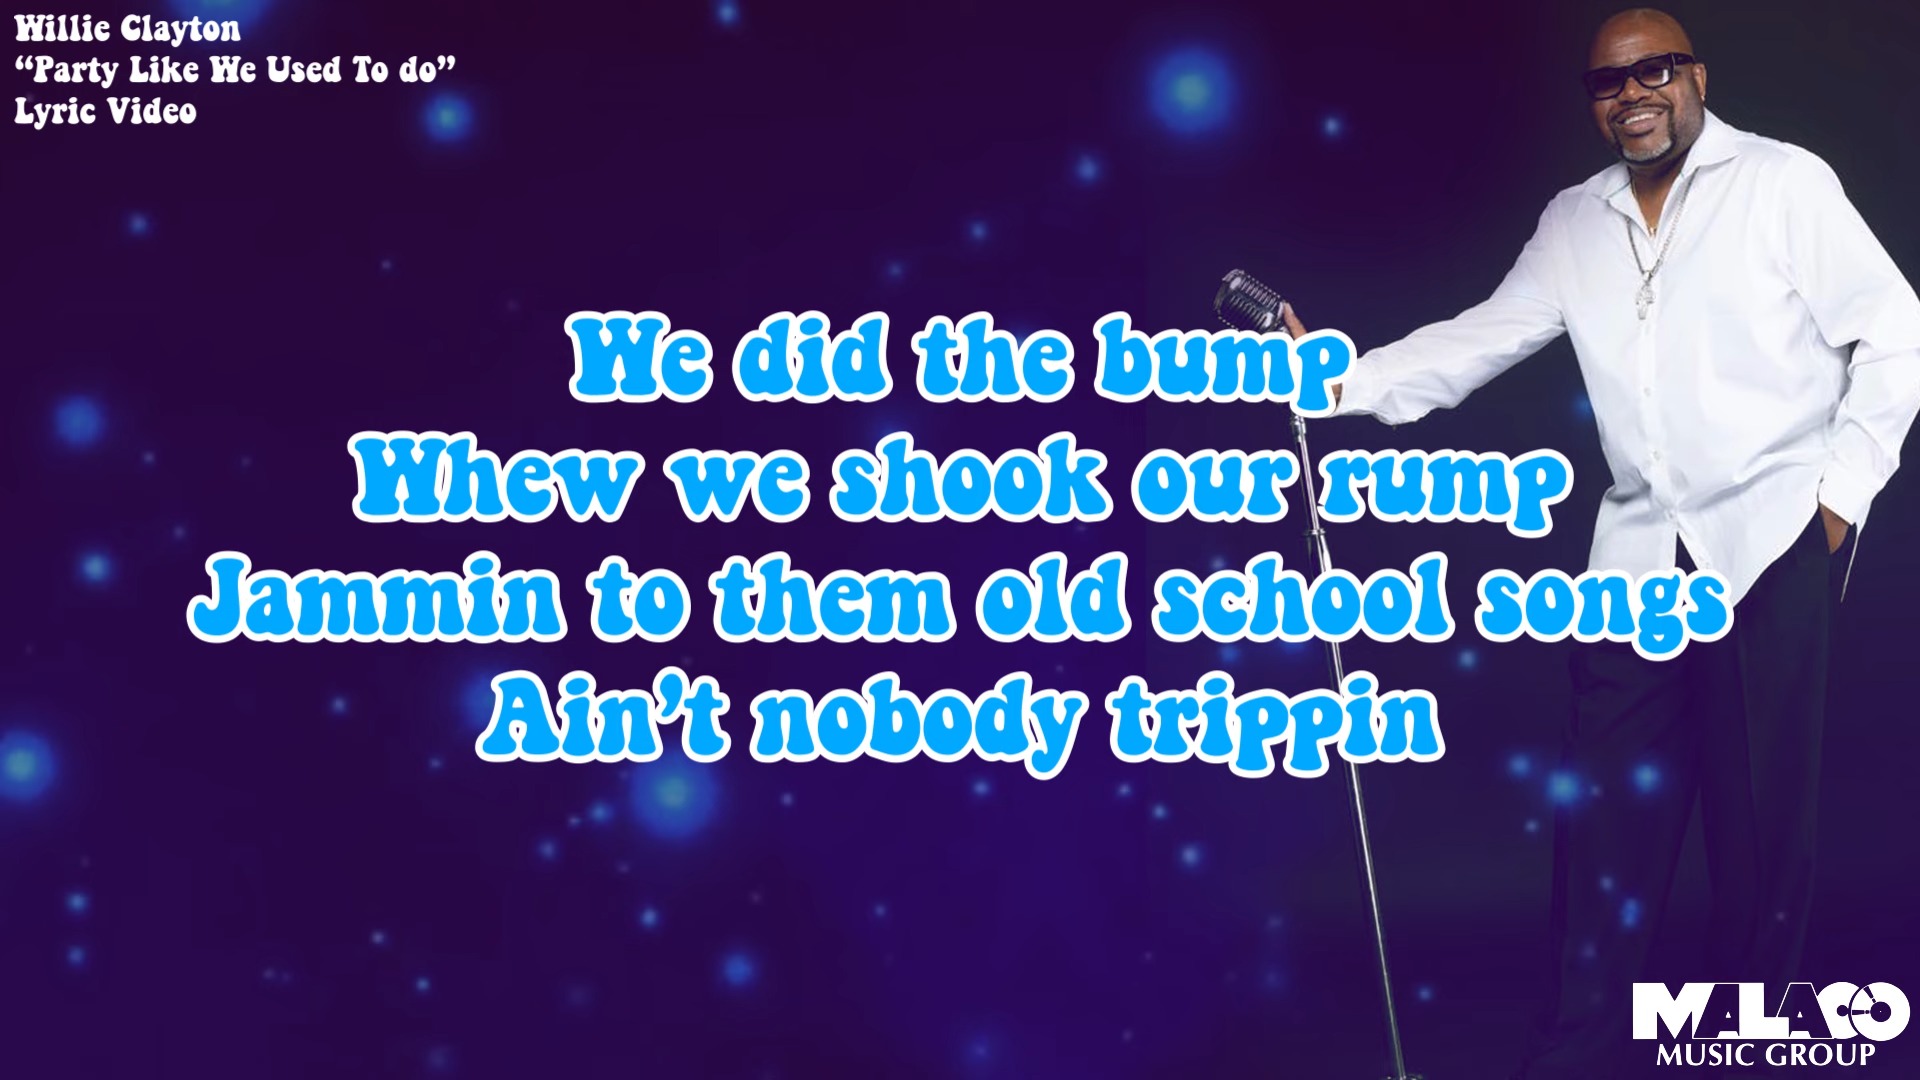 Willie Clayton
“Party Like We Used To do”
Lyric Video
We did the bump
Whew we shook our rump
Jammin to them old school songs
Ain’t nobody trippin
MALACO
MUSIC GROUP